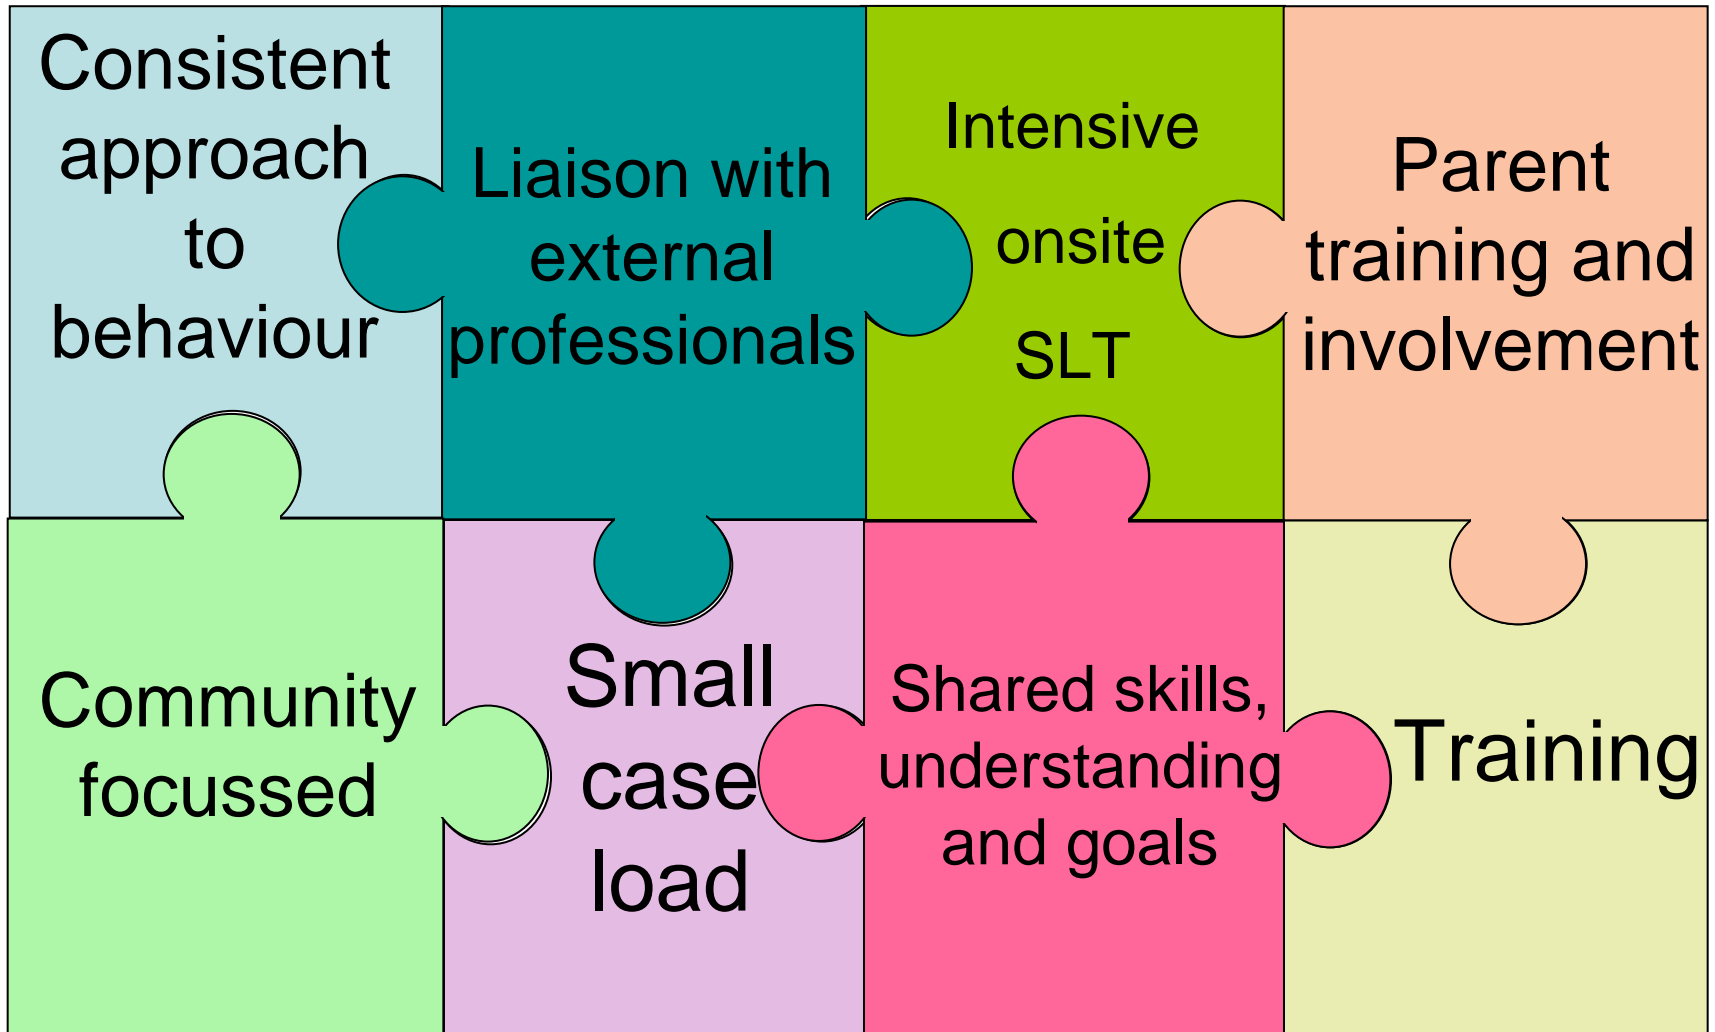 Consistent
approach
to
behaviour
Liaison with
external
professionals
Intensive
onsite
SLT
Parent
training and
involvement
Community
focussed
Small
case
load
Shared skills,
understanding
and goals
Training